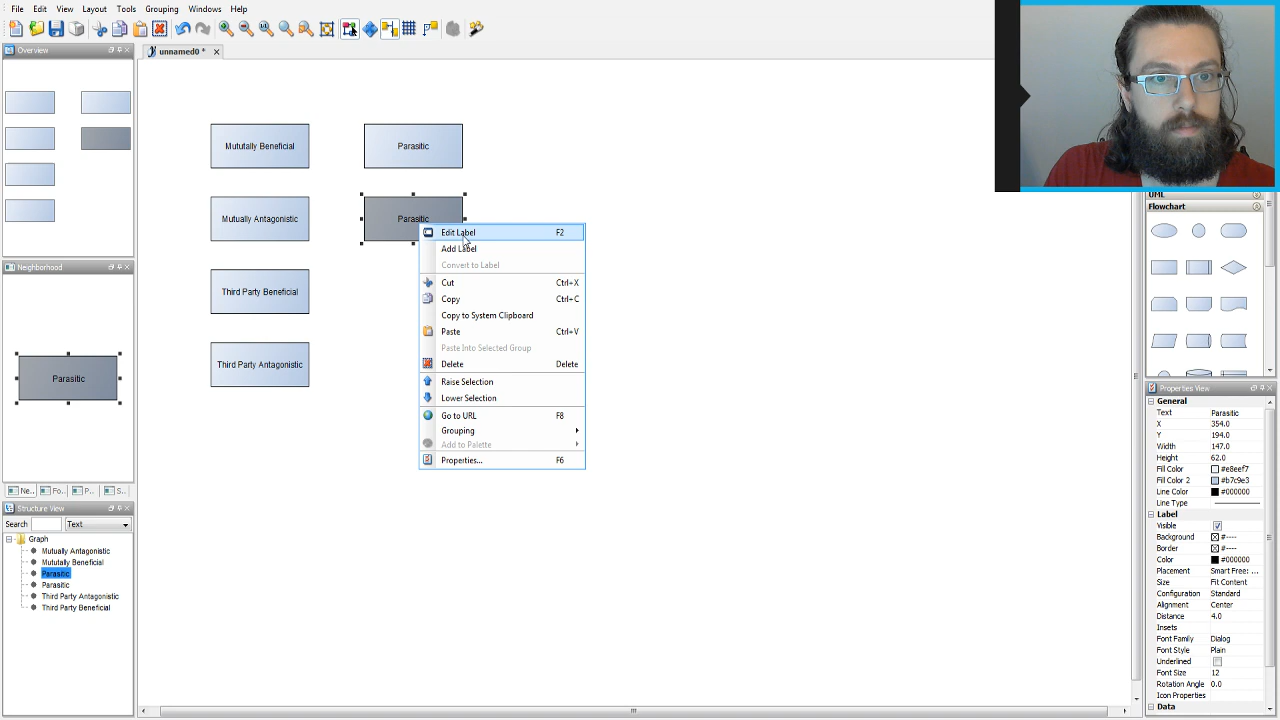 File Edit View Layout Tools Grouping Windows Help
unnamed0 *
Overview
Mututally Beneficial
Parasitic
Mutually Antagonistic
Parasitic
Third Party Beneficial
Third Party Antagonistic
Edit Label F2
Add Label
Convert to Label
Cut Ctrl+X
Copy Ctrl+C
Copy to System Clipboard
Paste Ctrl+V
Paste Into Selected Group
Delete Delete
Raise Selection
Lower Selection
Go to URL F8
Grouping
Add to Palette
Properties... F6
Neighborhood
Parasitic
Ne.. Fo.. P.. S..
Structure View
Search Text
Graph
Mutually Antagonistic
Mututally Beneficial
Parasitic
Parasitic
Third Party Antagonistic
Third Party Beneficial
UML
Flowchart
Properties View
General
Text Parasitic
X 354.0
Y 194.0
Width 147.0
Height 62.0
Fill Color #e8eef7
Fill Color 2 #b7c9e3
Line Color #000000
Line Type
Label
Visible
Background #----
Border #----
Color #000000
Placement Smart Free: ...
Size Fit Content
Configuration Standard
Alignment Center
Distance 4.0
Insets
Font Family Dialog
Font Style Plain
Underlined
Font Size 12
Rotation Angle 0.0
Icon Properties
Data